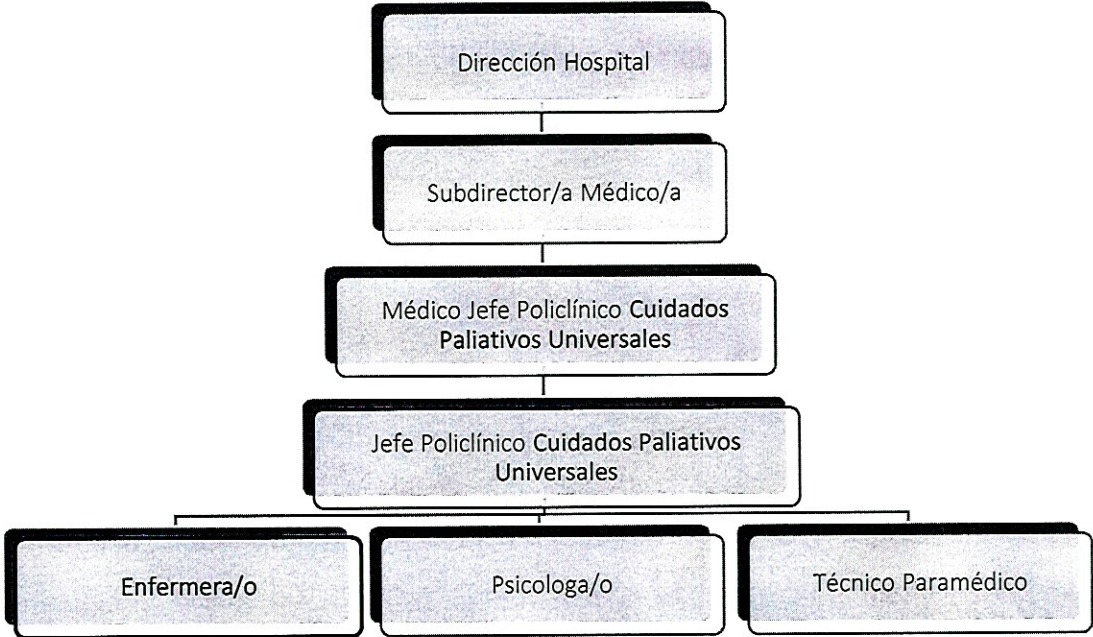 Dirección Hospital
Subdirector/a Médico/a
Médico Jefe Policlínico Cuidados
Paliativos Universales
Jefe Policlínico Cuidados Paliativos
Universales
Enfermera/o
Psicologa/o
Técnico Paramédico